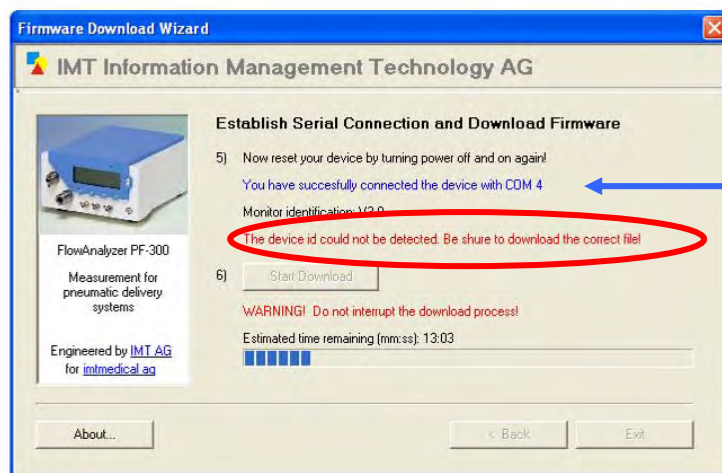 Firmware Download Wizard
IMT Information Management Technology AG
Establish Serial Connection and Download Firmware
5) Now reset your device by turning power off and on again!
You have succesfully connected the device with COM 4
Monitor identification: V3.0
The device id could not be detected. Be shure to download the correct file!
FlowAnalyzer PF-300
Measurement for
pneumatic delivery
systems
Engineered by IMT AG
for imtmedical ag
6) Start Download
WARNING! Do not interrupt the download process!
Estimated time remaining (mm:ss): 13:03
About...
< Back
Exit